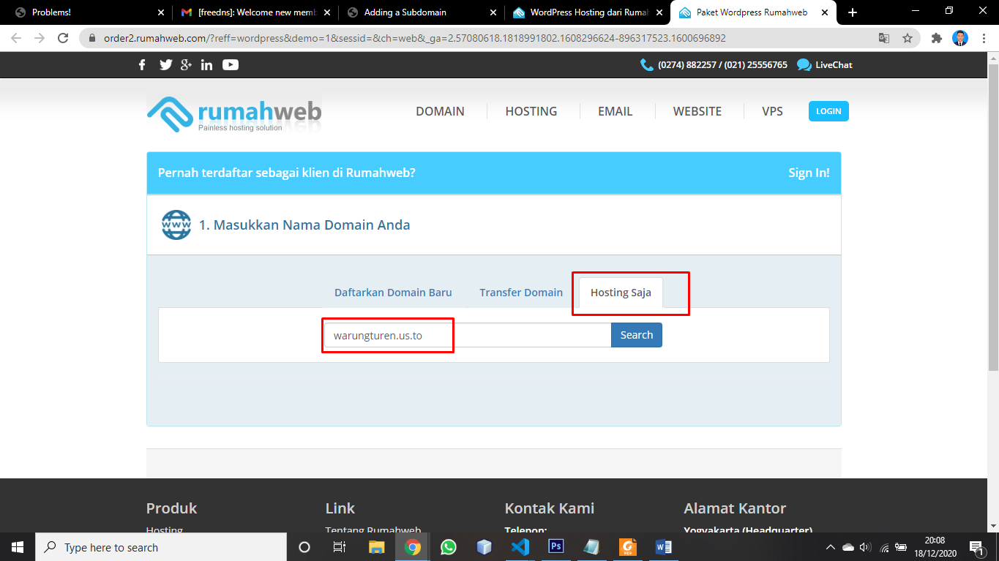 Problems!
[freedns]: Welcome new memb
Adding a Subdomain
WordPress Hosting dari Rumah
Paket Wordpress Rumahweb
order2.rumahweb.com/?reff=wordpress&demo=1&sessid=&ch=web&_ga=2.57080618.1818991802.1608296624-896317523.1600696892
(0274) 882257 / (021) 25556765
LiveChat
rumahweb
Painless hosting solution
DOMAIN
HOSTING
EMAIL
WEBSITE
VPS
LOGIN
Pernah terdaftar sebagai klien di Rumahweb?
Sign In!
www
1. Masukkan Nama Domain Anda
Daftarkan Domain Baru
Transfer Domain
Hosting Saja
warungturen.us.to
Search
Produk
Link
Kontak Kami
Alamat Kantor
Hosting
Tentang Rumahweb
Telepon:
Yogyakarta (Headquarter)
Type here to search
Ps
PDF
20:08
18/12/2020
1